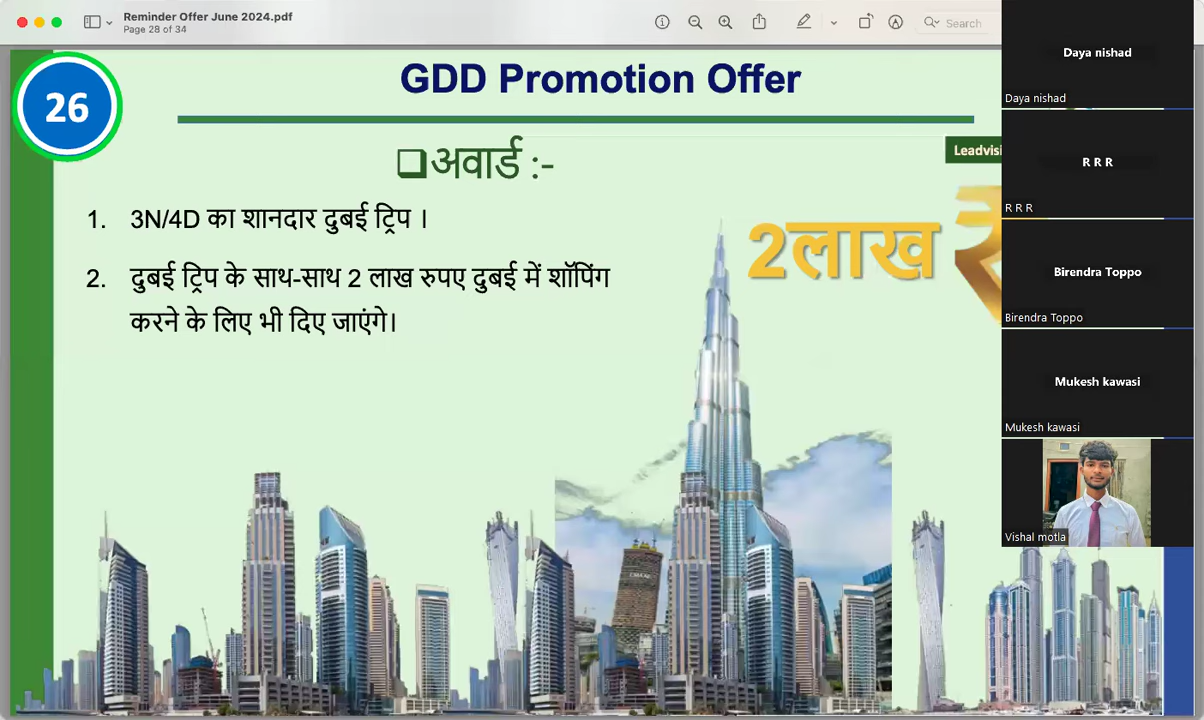 Reminder Offer June 2024.pdf
Page 28 of 34
Search
26
GDD Promotion Offer
❑अवार्ड :-
Leadvisi
1. 3N/4D का शानदार दुबई ट्रिप ।
2. दुबई ट्रिप के साथ-साथ 2 लाख रुपए दुबई में शॉपिंग
करने के लिए भी दिए जाएंगे।
2लाख ₹
Daya nishad
Daya nishad
R R R
R R R
Birendra Toppo
Birendra Toppo
Mukesh kawasi
Mukesh kawasi
Vishal motla